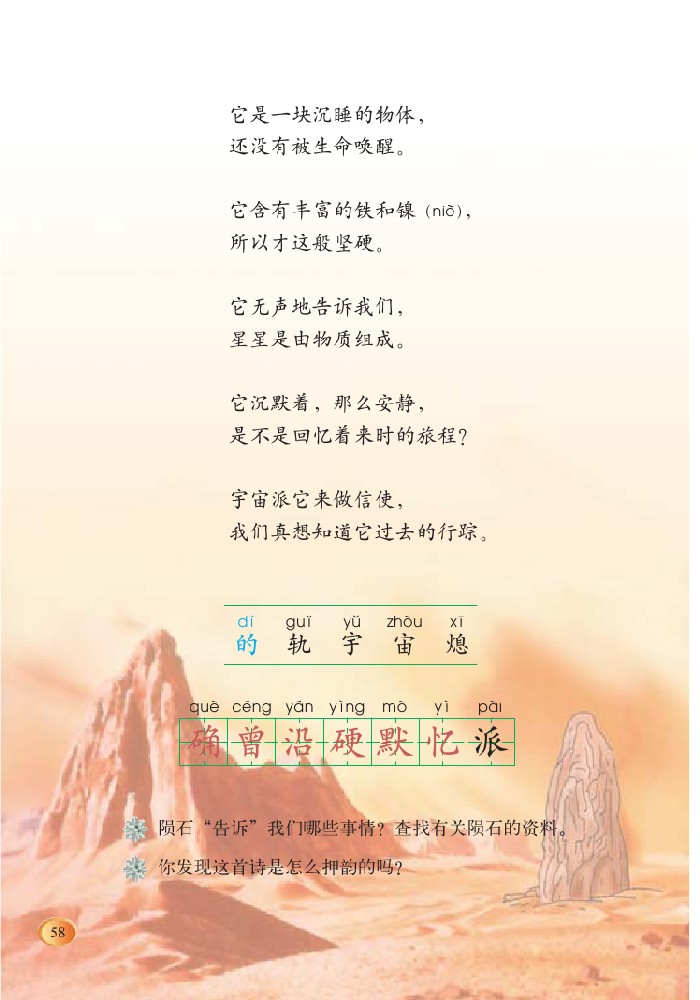 它是一块沉睡的物体，
还没有被生命唤醒。
它含有丰富的铁和镍（niè），
所以才这般坚硬。
它无声地告诉我们，
星星是由物质组成。
它沉默着，那么安静，
是不是回忆着来时的旅程？
宇宙派它来做信使，
我们真想知道它过去的行踪。
dí guǐ yǔ zhòu xī
的 轨 宇 宙 熄
què céng yán yìng mò yì pài
确 曾 沿 硬 默 忆 派
陨石“告诉”我们哪些事情？查找有关陨石的资料。
你发现这首诗是怎么押韵的吗？
58